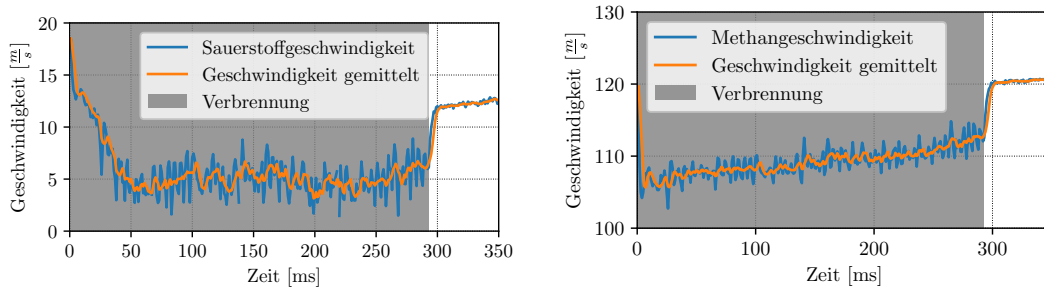 20
15
10
5
0
Geschwindigkeit [m/s]
Sauerstoffgeschwindigkeit
Geschwindigkeit gemittelt
Verbrennung
0 50 100 150 200 250 300 350
Zeit [ms]
130
120
110
100
Geschwindigkeit [m/s]
Methangeschwindigkeit
Geschwindigkeit gemittelt
Verbrennung
0 100 200 300
Zeit [ms]